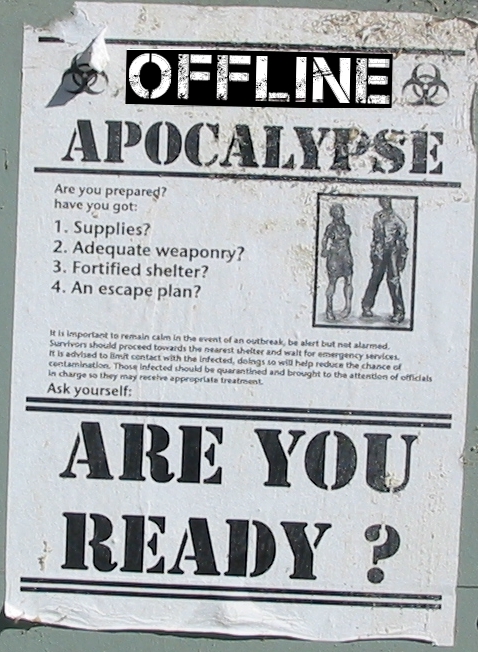 OFFLINE
APOCALYPSE
Are you prepared?
have you got:
1. Supplies?
2. Adequate weaponry?
3. Fortified shelter?
4. An escape plan?
It is important to remain calm in the event of an outbreak, be alert but not alarmed.
Survivors should proceed towards the nearest shelter and wait for emergency services.
It is advised to limit contact with the infected, doings so will help reduce the chance of
contamination. Those infected should be quarantined and brought to the attention of officials
in charge so they may receive appropriate treatment.
Ask yourself:
ARE YOU
READY ?